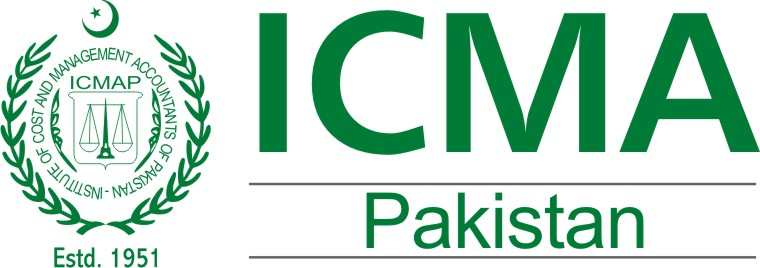 INSTITUTE OF COST AND MANAGEMENT ACCOUNTANTS OF PAKISTAN -
ICMAP
Estd. 1951
ICMA
Pakistan